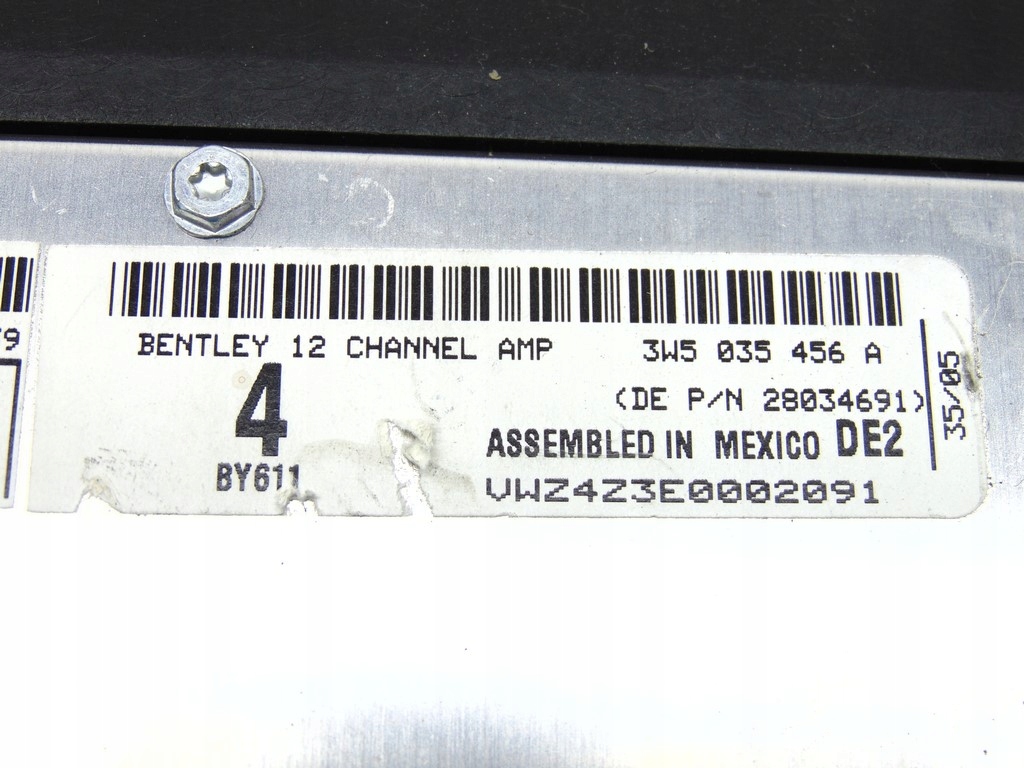 BENTLEY 12 CHANNEL AMP 3W5 035 456 A
4 (DE P/N 28034691)
ASSEMBLED IN MEXICO DE2
BY611 VWZ4Z3E0002091
35/05